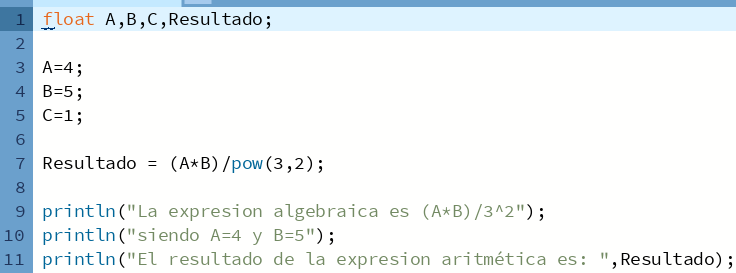 1 float A,B,C,Resultado;
2
3 A=4;
4 B=5;
5 C=1;
6
7 Resultado = (A*B)/pow(3,2);
8
9 println("La expresion algebraica es (A*B)/3^2");
10 println("siendo A=4 y B=5");
11 println("El resultado de la expresion aritmética es: ",Resultado);